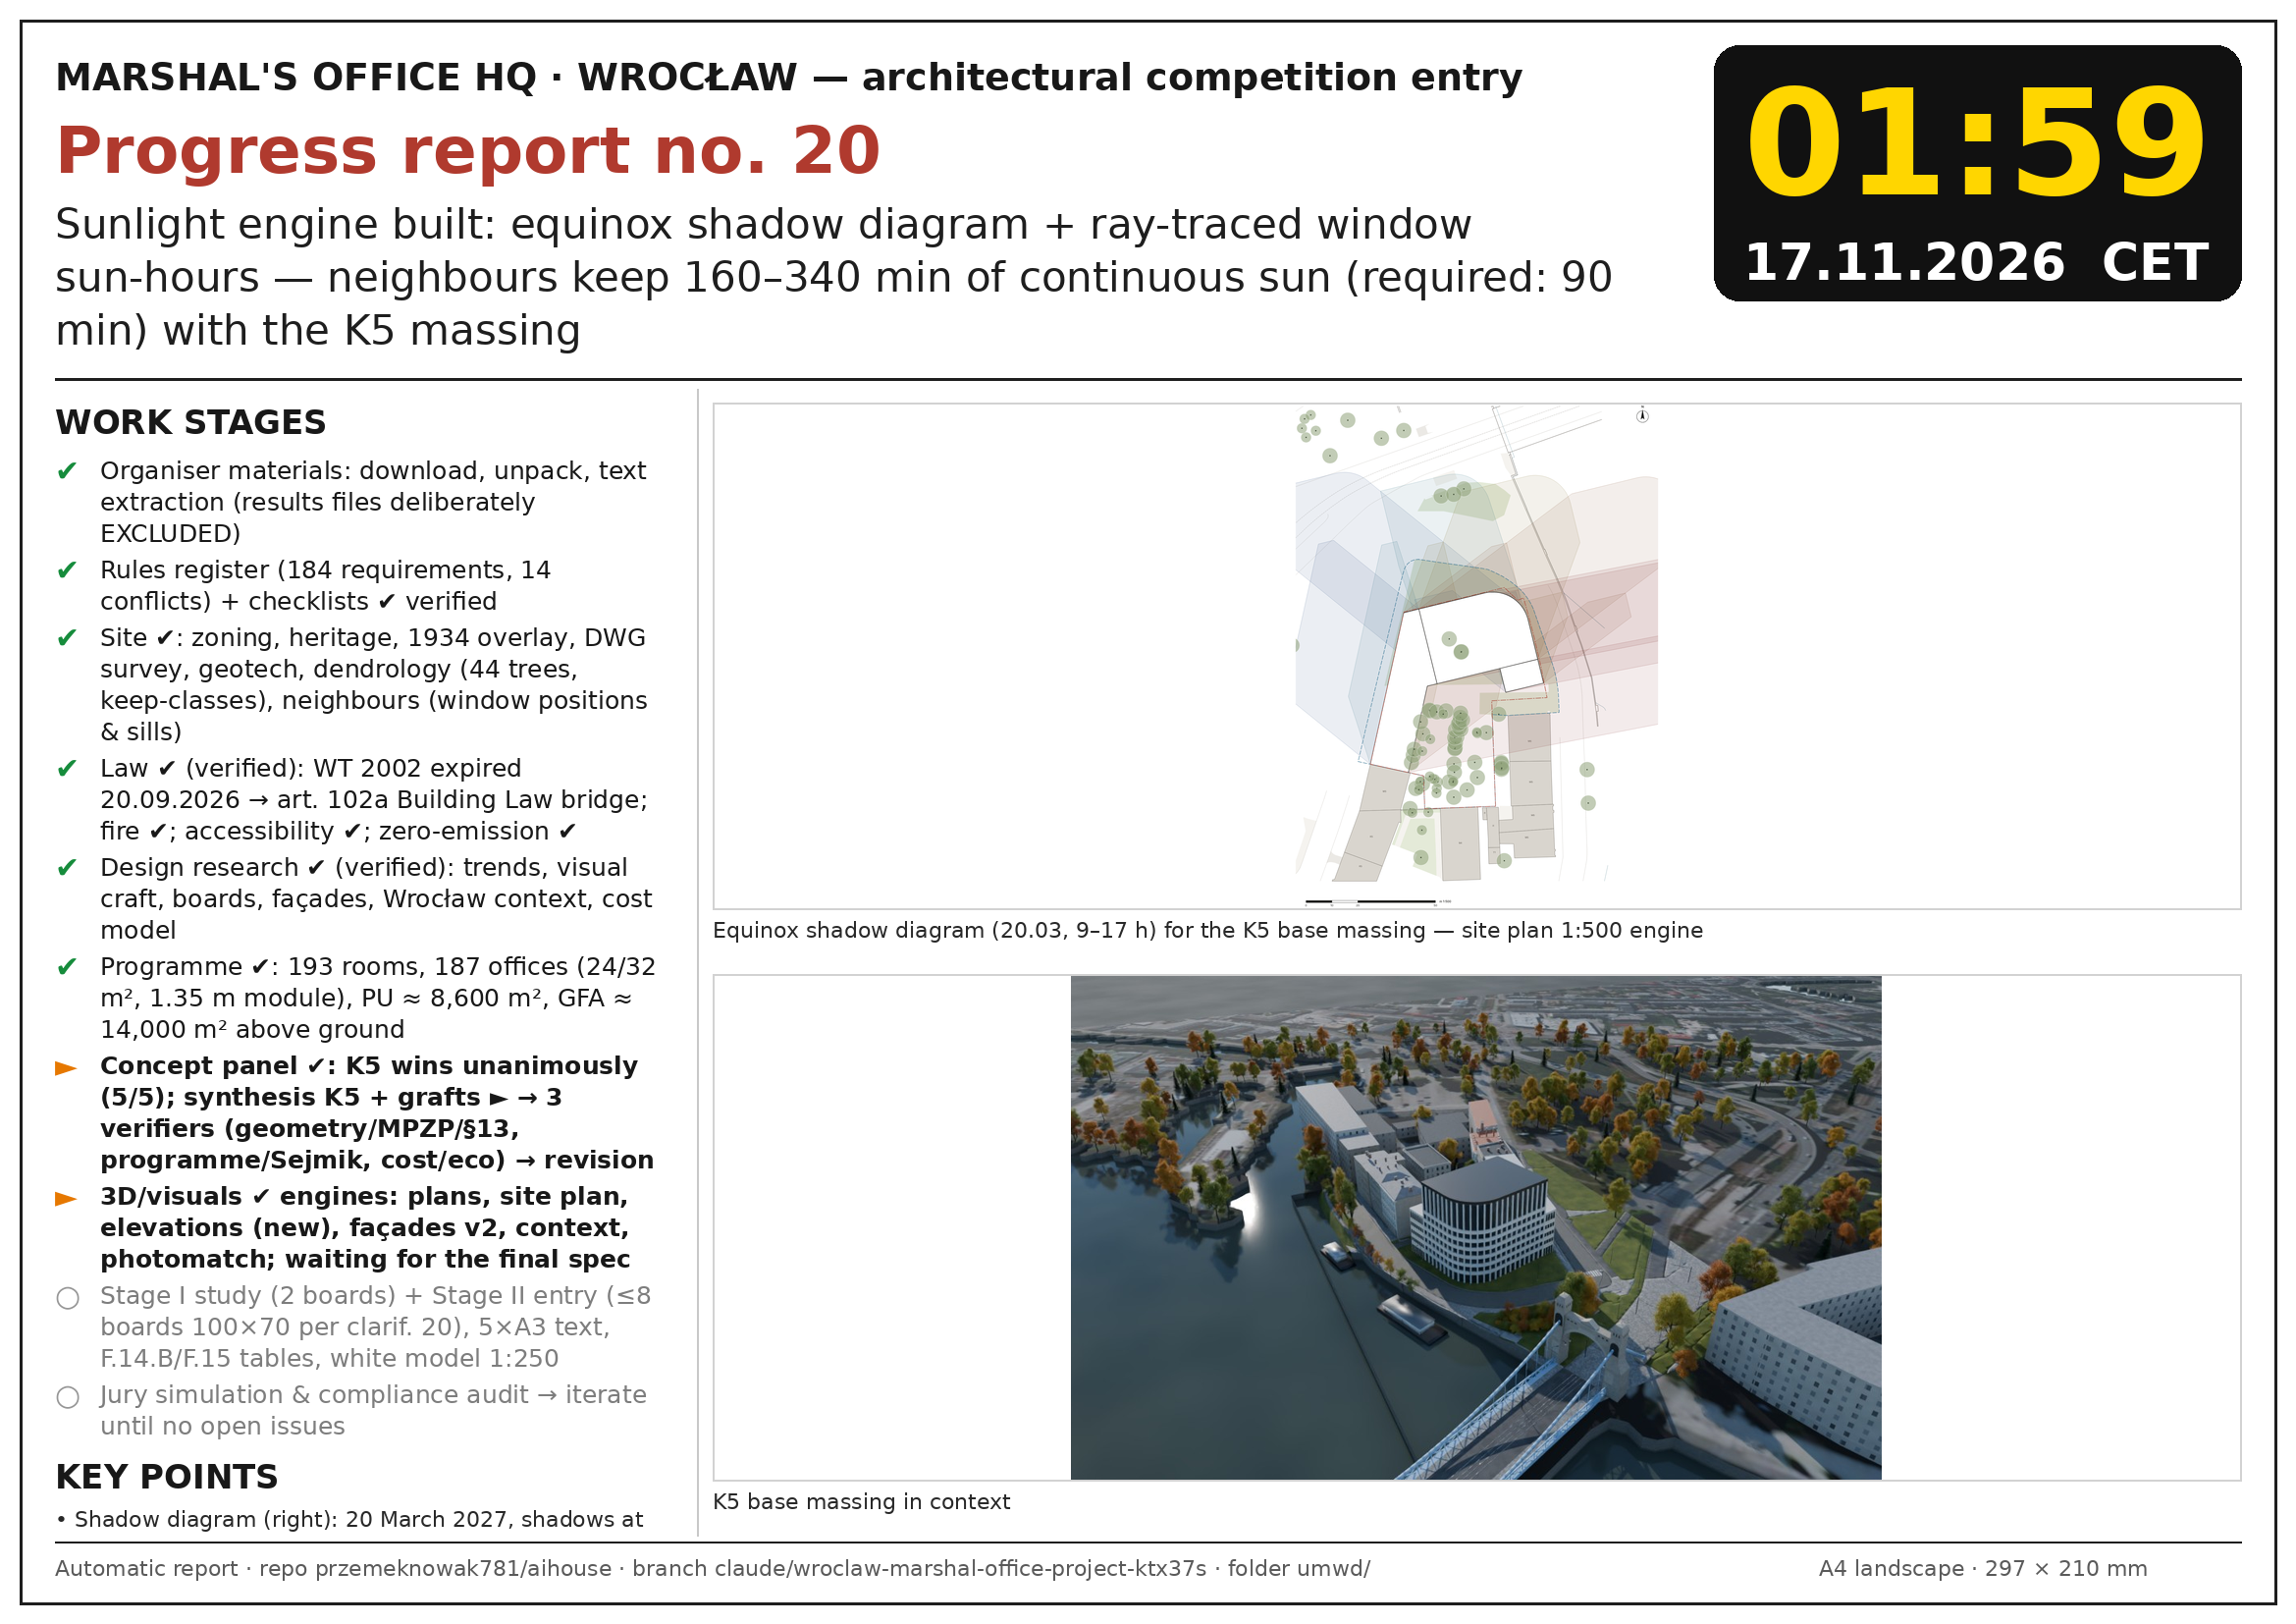 MARSHAL'S OFFICE HQ · WROCŁAW — architectural competition entry
Progress report no. 20
Sunlight engine built: equinox shadow diagram + ray-traced window
sun-hours — neighbours keep 160–340 min of continuous sun (required: 90
min) with the K5 massing
01:59
17.11.2026 CET
WORK STAGES
✔ Organiser materials: download, unpack, text
extraction (results files deliberately
EXCLUDED)
✔ Rules register (184 requirements, 14
conflicts) + checklists ✔ verified
✔ Site ✔: zoning, heritage, 1934 overlay, DWG
survey, geotech, dendrology (44 trees,
keep-classes), neighbours (window positions
& sills)
✔ Law ✔ (verified): WT 2002 expired
20.09.2026 → art. 102a Building Law bridge;
fire ✔; accessibility ✔; zero-emission ✔
✔ Design research ✔ (verified): trends, visual
craft, boards, façades, Wrocław context, cost
model
✔ Programme ✔: 193 rooms, 187 offices (24/32
m², 1.35 m module), PU ≈ 8,600 m², GFA ≈
14,000 m² above ground
► Concept panel ✔: K5 wins unanimously
(5/5); synthesis K5 + grafts ► → 3
verifiers (geometry/MPZP/§13,
programme/Sejmik, cost/eco) → revision
► 3D/visuals ✔ engines: plans, site plan,
elevations (new), façades v2, context,
photomatch; waiting for the final spec
○ Stage I study (2 boards) + Stage II entry (≤8
boards 100×70 per clarif. 20), 5×A3 text,
F.14.B/F.15 tables, white model 1:250
○ Jury simulation & compliance audit → iterate
until no open issues
KEY POINTS
• Shadow diagram (right): 20 March 2027, shadows at
Equinox shadow diagram (20.03, 9–17 h) for the K5 base massing — site plan 1:500 engine
K5 base massing in context
Automatic report · repo przemeknowak781/aihouse · branch claude/wroclaw-marshal-office-project-ktx37s · folder umwd/
A4 landscape · 297 × 210 mm